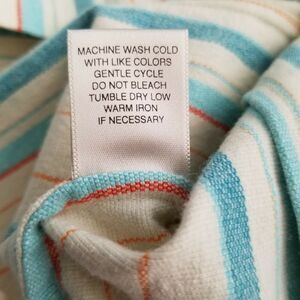 MACHINE WASH COLD
WITH LIKE COLORS
GENTLE CYCLE
DO NOT BLEACH
TUMBLE DRY LOW
WARM IRON
IF NECESSARY